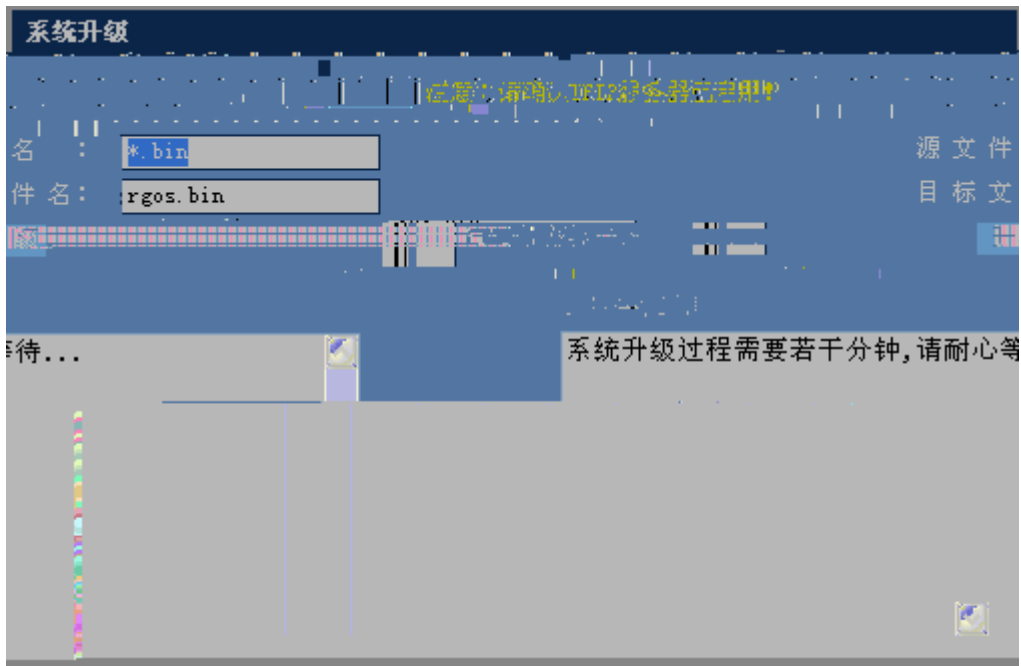 系统升级
名 : *.bin 源 文 件
件 名: rgos.bin 目 标 文
等待... 系统升级过程需要若干分钟,请耐心等